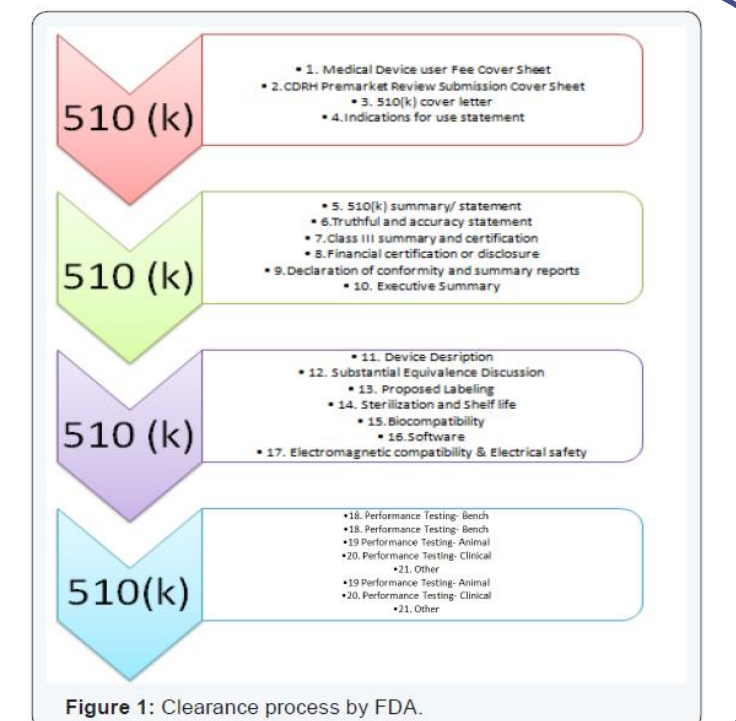 510 (k)
• 1. Medical Device user Fee Cover Sheet
• 2.CDRH Premarket Review Submission Cover Sheet
• 3. 510(k) cover letter
• 4.Indications for use statement
510 (k)
• 5. 510(k) summary/ statement
• 6.Truthful and accuracy statement
• 7.Class III summary and certification
• 8.Financial certification or disclosure
• 9.Declaration of conformity and summary reports
• 10. Executive Summary
510 (k)
• 11. Device Desription
• 12. Substantial Equivalence Discussion
• 13. Proposed Labeling
• 14. Sterilization and Shelf life
• 15.Biocompatibility
• 16.Software
• 17. Electromagnetic compatibility & Electrical safety
510(k)
•18. Performance Testing- Bench
•18. Performance Testing- Bench
•19 Performance Testing- Animal
•20. Performance Testing- Clinical
•21. Other
•19 Performance Testing- Animal
•20. Performance Testing- Clinical
•21. Other
Figure 1: Clearance process by FDA.